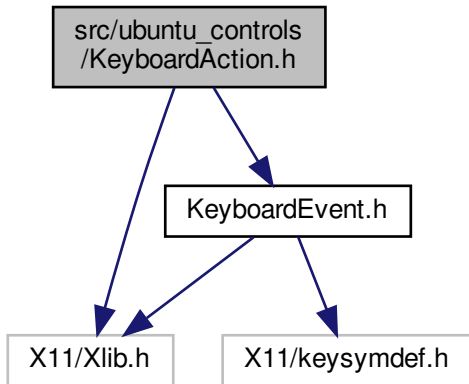 src/ubuntu_controls
/KeyboardAction.h
KeyboardEvent.h
X11/Xlib.h
X11/keysymdef.h